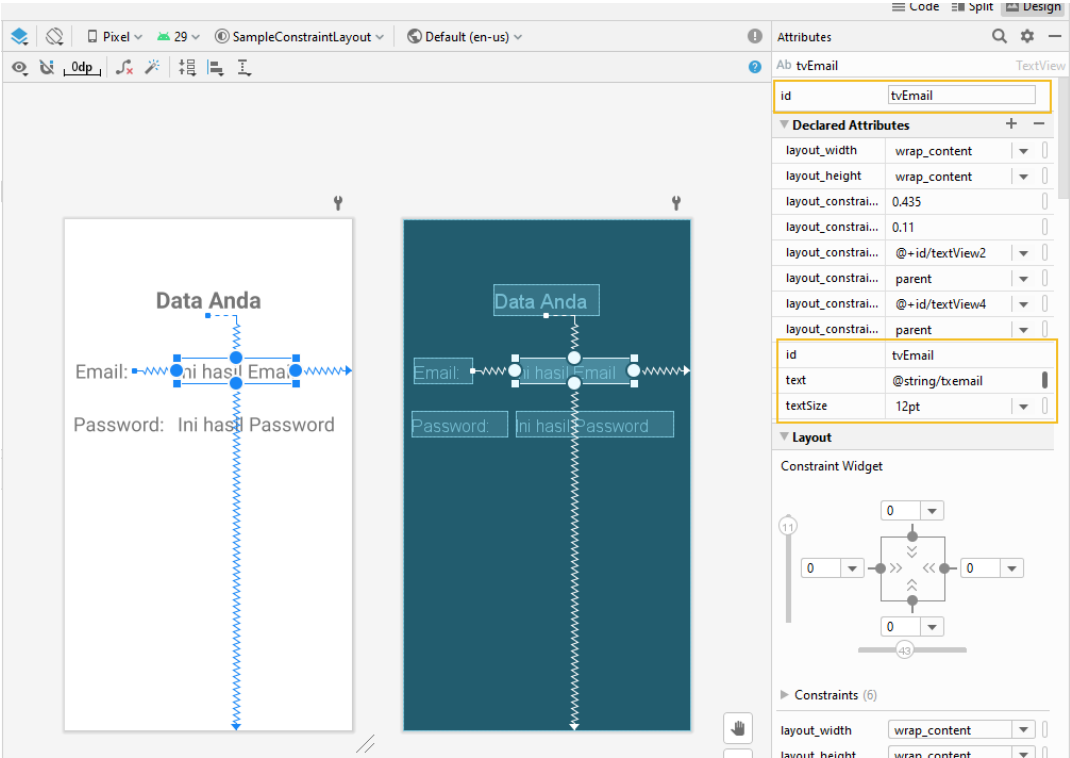 Code Split Design
Pixel 29 SampleConstraintLayout Default (en-us)
Attributes
0dp
Ab tvEmail TextView
id tvEmail
Declared Attributes
layout_width wrap_content
layout_height wrap_content
layout_constrai... 0.435
layout_constrai... 0.11
layout_constrai... @+id/textView2
layout_constrai... parent
layout_constrai... @+id/textView4
layout_constrai... parent
id tvEmail
text @string/txemail
textSize 12pt
Layout
Constraint Widget
0
11
0 0
0
43
Constraints (6)
layout_width wrap_content
layout_height wrap_content
Data Anda
Email: Ini hasil Email
Password: Ini hasil Password
Data Anda
Email: Ini hasil Email
Password: Ini hasil Password